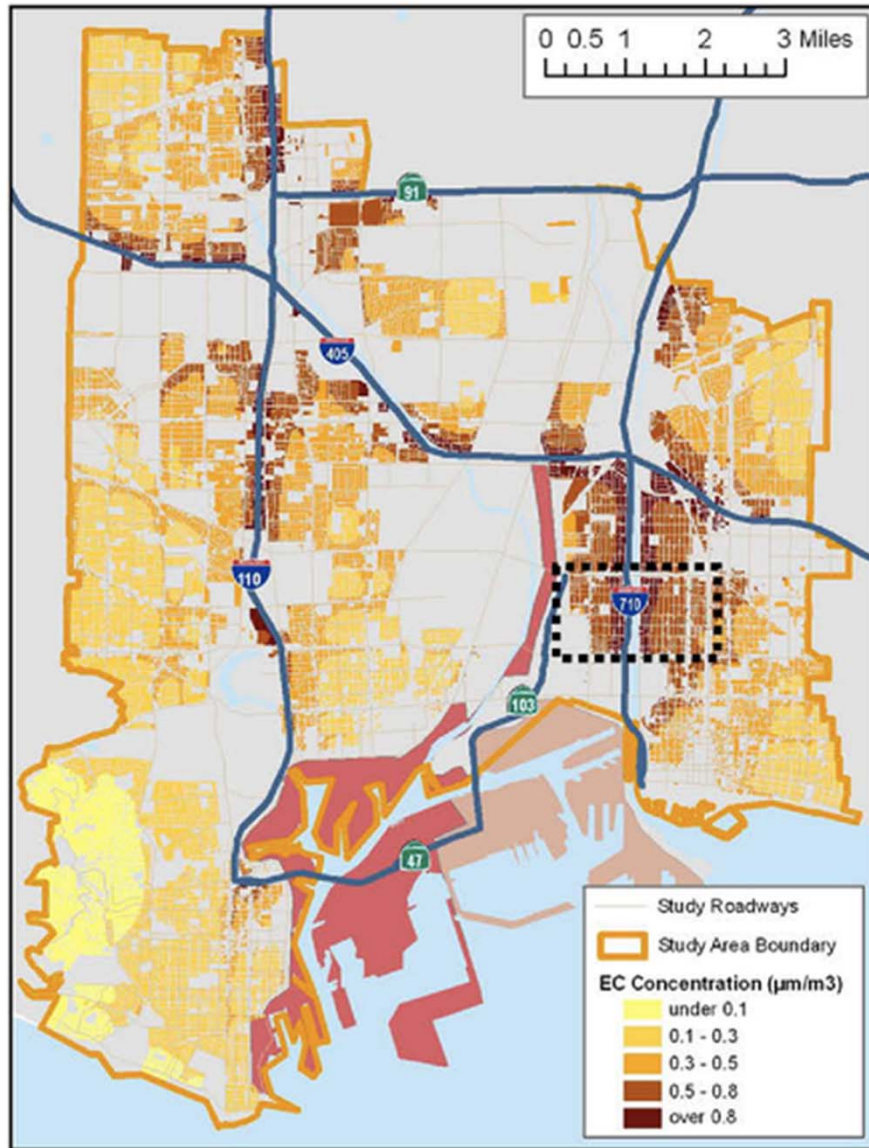 0 0.5 1 2 3 Miles
91
405
110
710
103
47
Study Roadways
Study Area Boundary
EC Concentration (µm/m3)
under 0.1
0.1 - 0.3
0.3 - 0.5
0.5 - 0.8
over 0.8